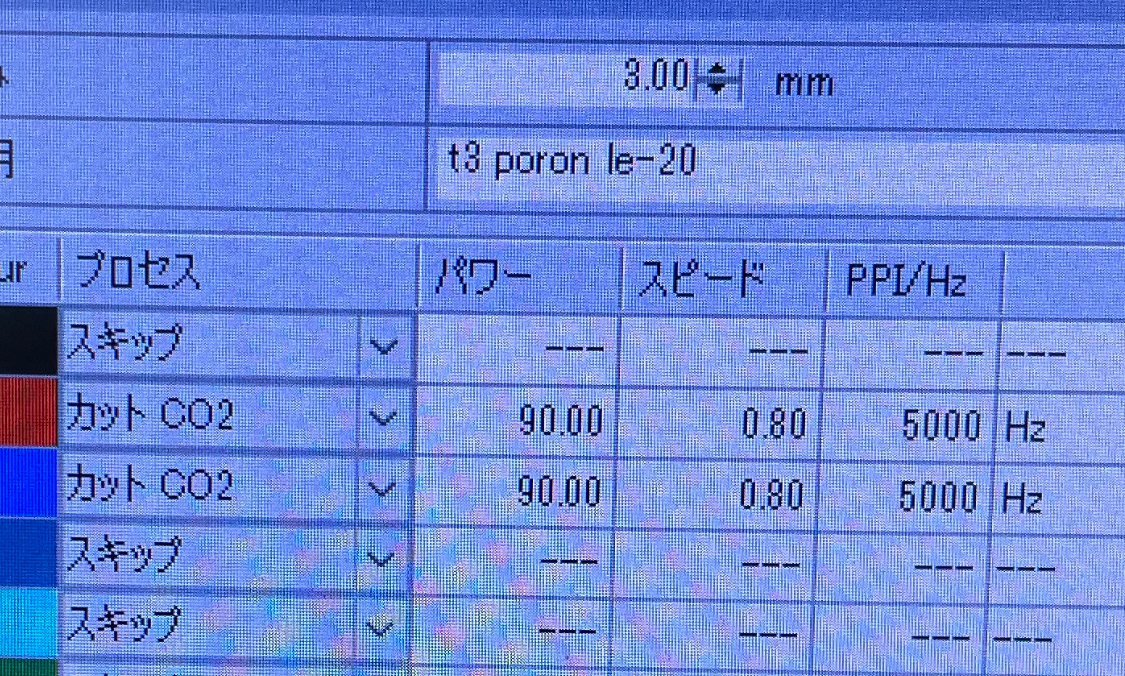 3.00 mm
t3 poron le-20
ur プロセス パワー スピード PPI/Hz
スキップ --- --- --- ---
カット CO2 90.00 0.80 5000 Hz
カット CO2 90.00 0.80 5000 Hz
スキップ --- --- --- ---
スキップ --- --- --- ---